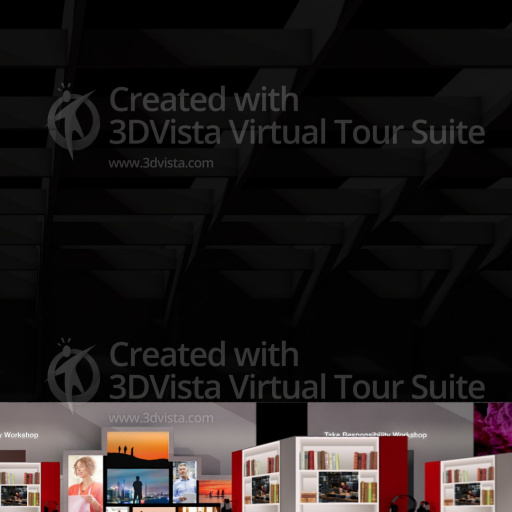 Created with
3DVista Virtual Tour Suite
www.3dvista.com
Created with
3DVista Virtual Tour Suite
www.3dvista.com
Workshop
Take Responsibility Workshop